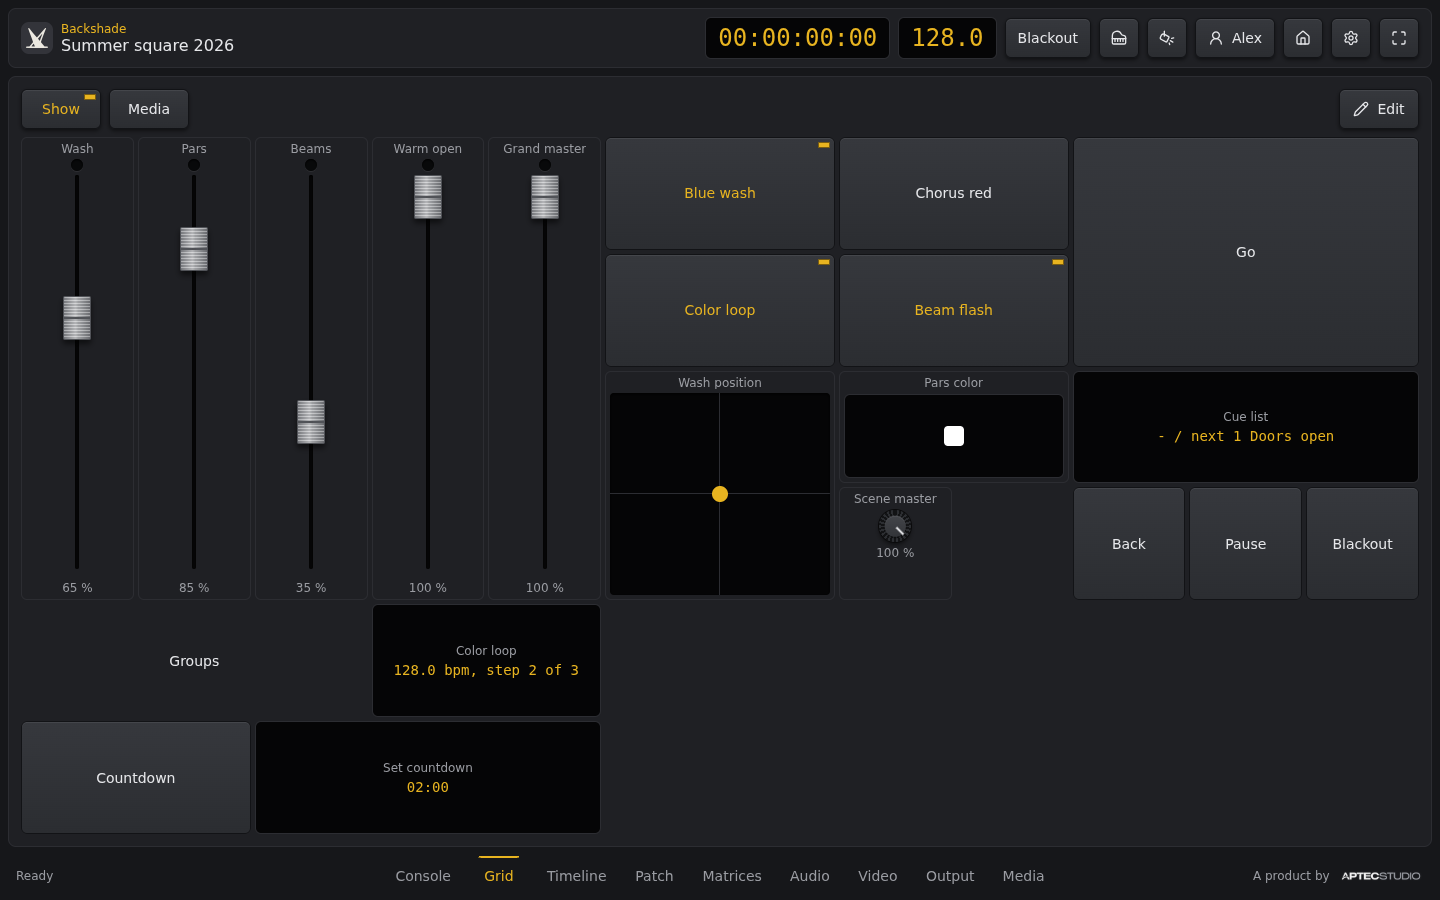 Backshade
Summer square 2026
00:00:00:00
128.0
Blackout
Alex
Show
Media
Edit
Wash
Pars
Beams
Warm open
Grand master
65 %
85 %
35 %
100 %
100 %
Blue wash
Chorus red
Go
Color loop
Beam flash
Wash position
Pars color
Cue list
- / next 1 Doors open
Scene master
100 %
Back
Pause
Blackout
Groups
Color loop
128.0 bpm, step 2 of 3
Countdown
Set countdown
02:00
Ready
Console
Grid
Timeline
Patch
Matrices
Audio
Video
Output
Media
A product by APTECSTUDIO